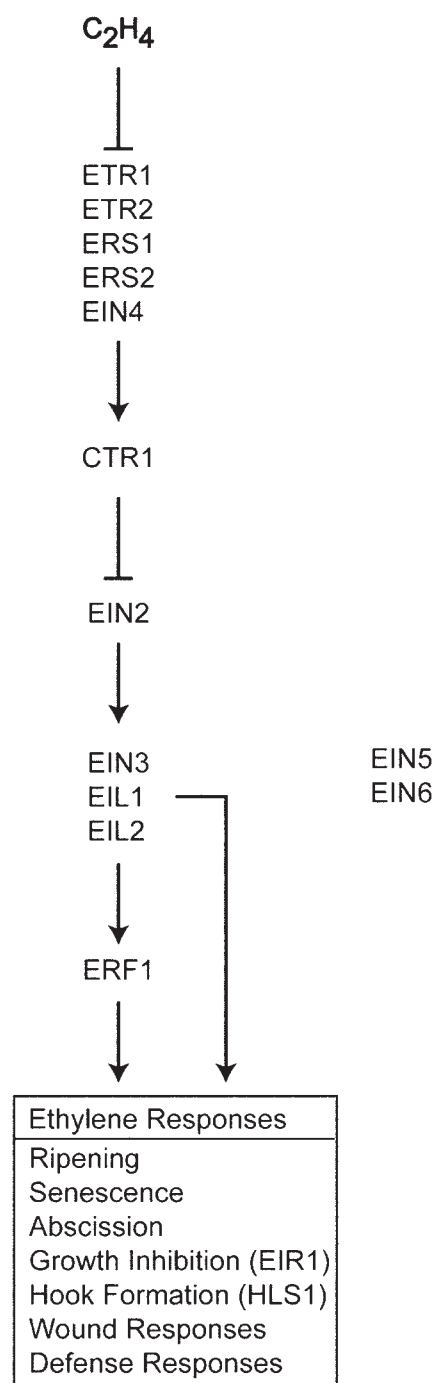 C₂H₄
ETR1
ETR2
ERS1
ERS2
EIN4
CTR1
EIN2
EIN3
EIL1
EIL2
EIN5
EIN6
ERF1
Ethylene Responses
Ripening
Senescence
Abscission
Growth Inhibition (EIR1)
Hook Formation (HLS1)
Wound Responses
Defense Responses